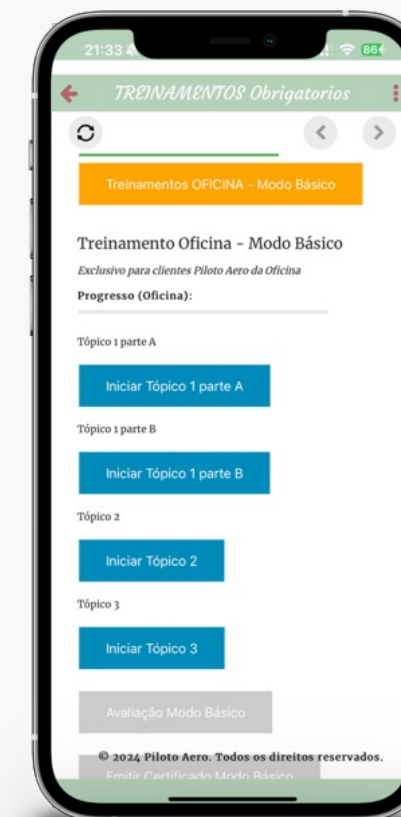 21:33
86
TREINAMENTOS Obrigatorios
Treinamentos OFICINA - Modo Básico
Treinamento Oficina - Modo Básico
Exclusivo para clientes Piloto Aero da Oficina
Progresso (Oficina):
Tópico 1 parte A
Iniciar Tópico 1 parte A
Tópico 1 parte B
Iniciar Tópico 1 parte B
Tópico 2
Iniciar Tópico 2
Tópico 3
Iniciar Tópico 3
Avaliação Modo Básico
© 2024 Piloto Aero. Todos os direitos reservados.
Emitir Certificado Modo Básico